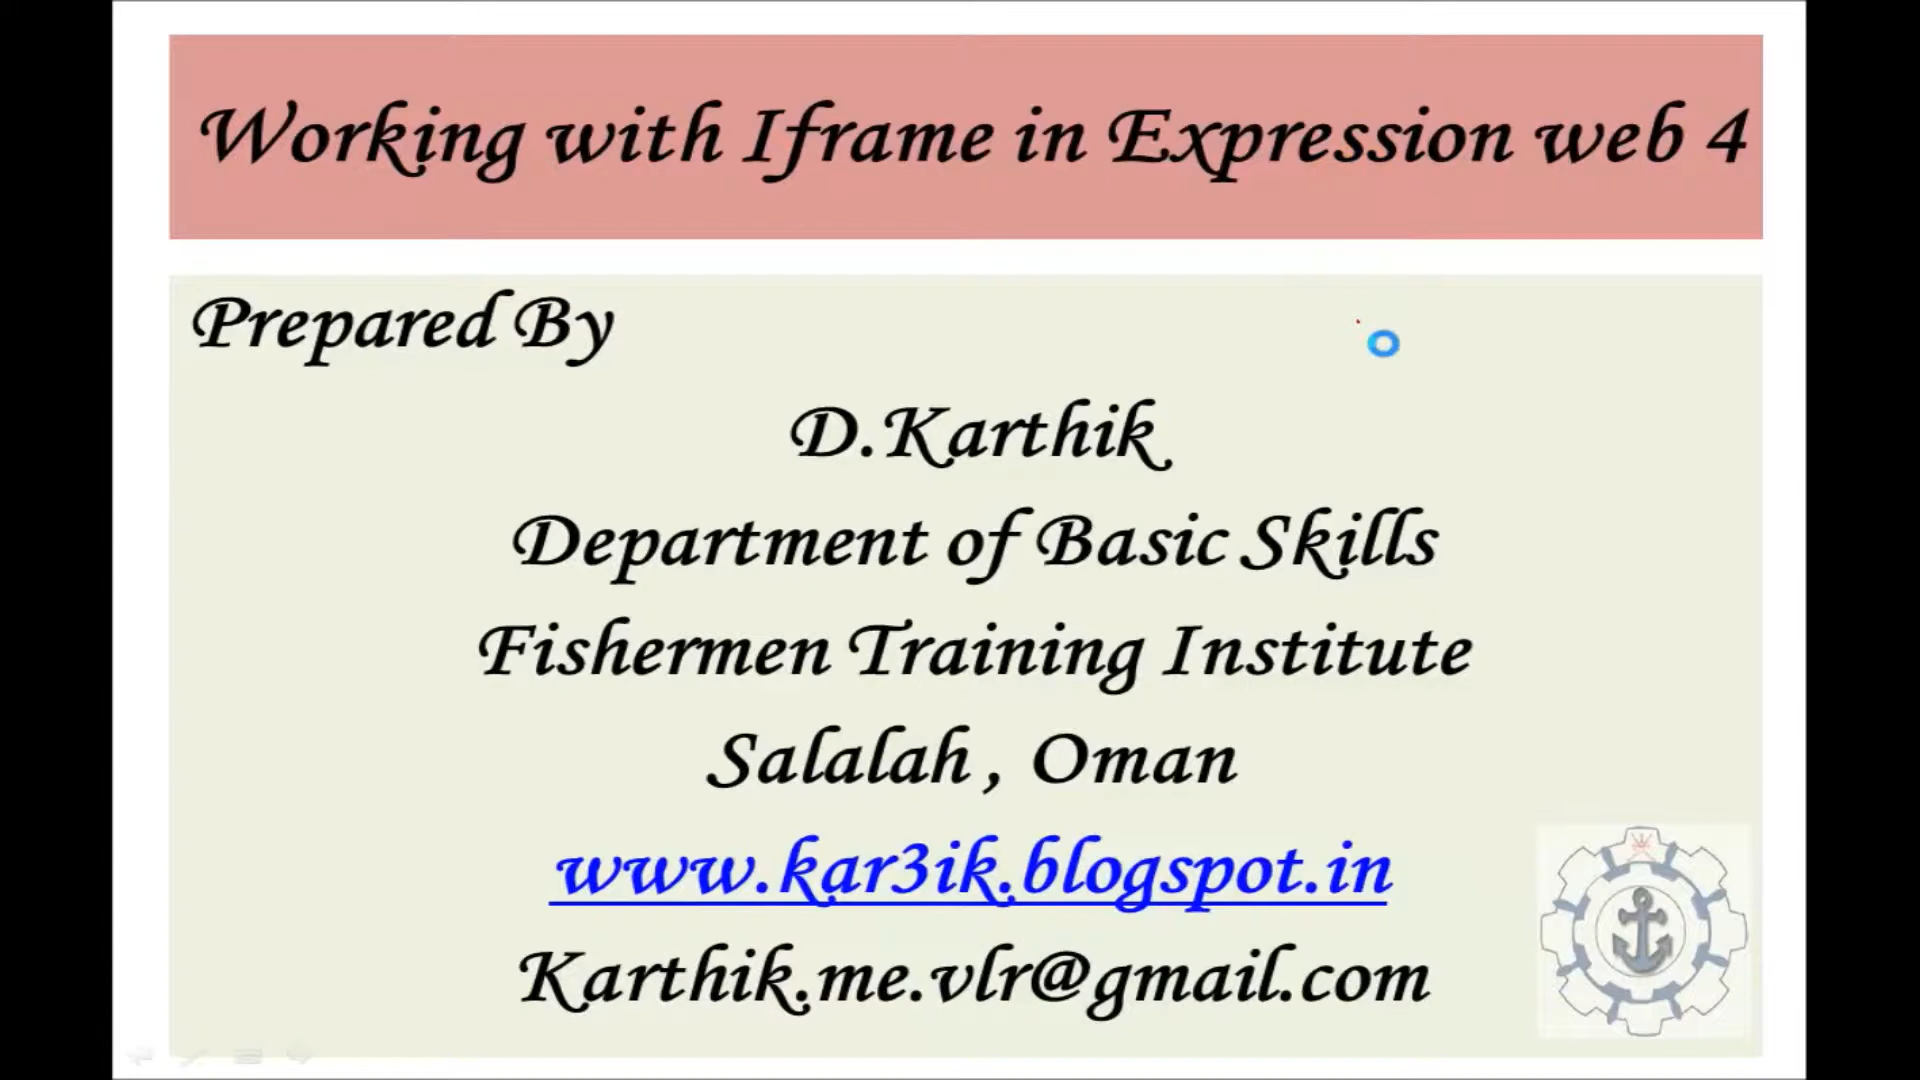 Working with Iframe in Expression web 4
Prepared By
D.Karthik
Department of Basic Skills
Fishermen Training Institute
Salalah , Oman
www.kar3ik.blogspot.in
Karthik.me.vlr@gmail.com